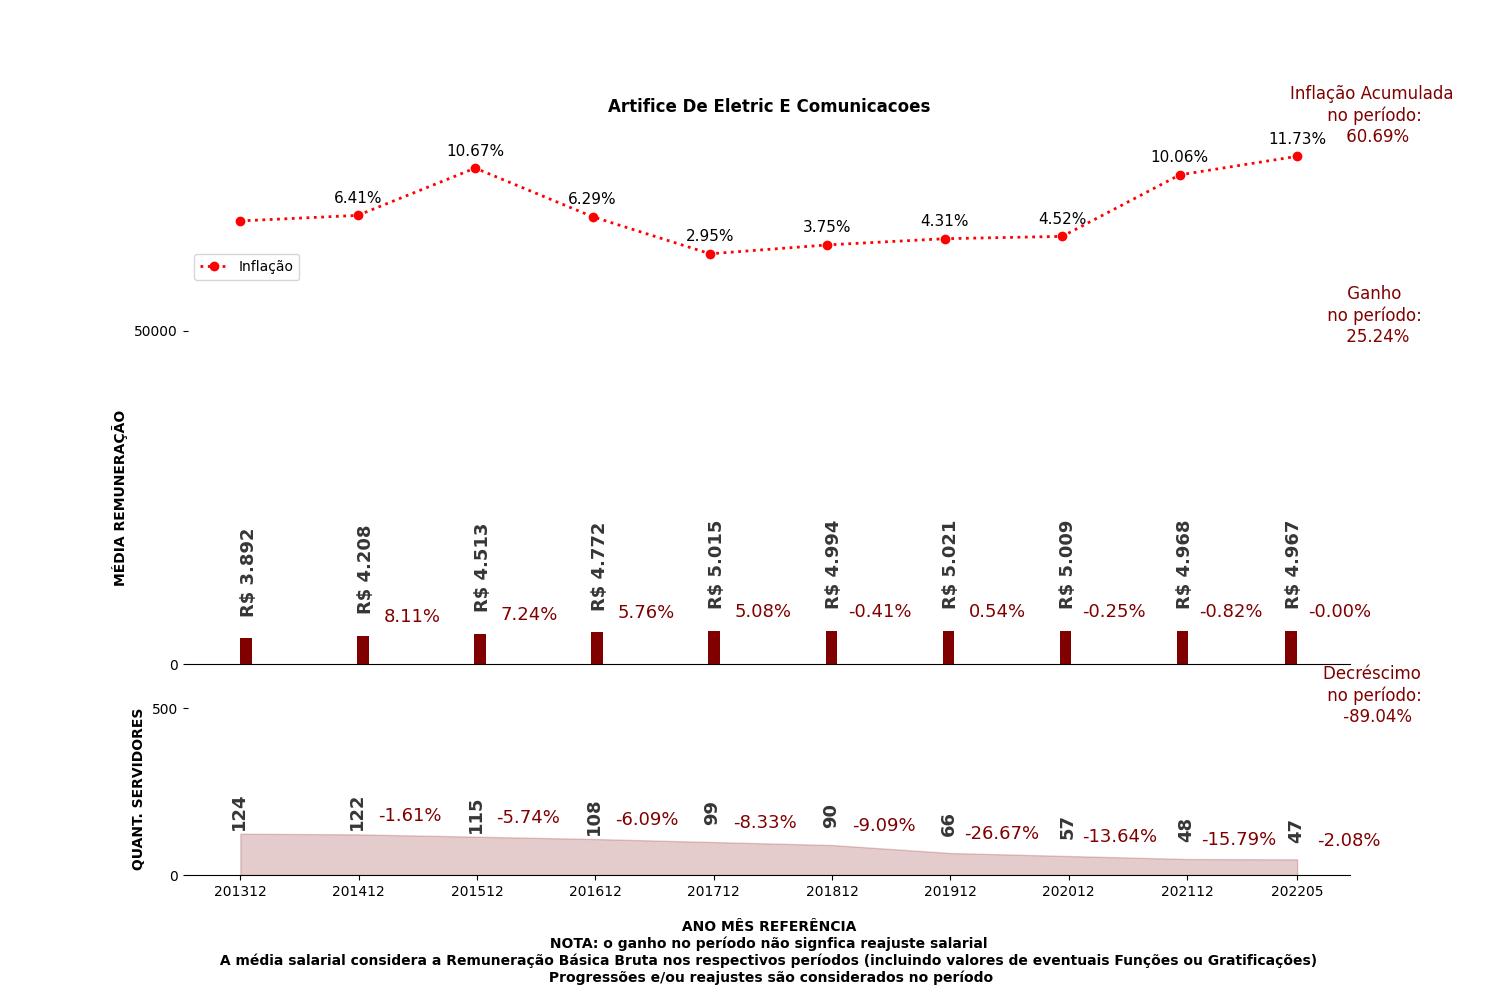 Artifice De Eletric E Comunicacoes
Inflação Acumulada
no período:
60.69%
6.41%
10.67%
6.29%
2.95%
3.75%
4.31%
4.52%
10.06%
11.73%
Inflação
Ganho
no período:
25.24%
MÉDIA REMUNERAÇÃO
50000
0
R$ 3.892
R$ 4.208
R$ 4.513
R$ 4.772
R$ 5.015
R$ 4.994
R$ 5.021
R$ 5.009
R$ 4.968
R$ 4.967
8.11%
7.24%
5.76%
5.08%
-0.41%
0.54%
-0.25%
-0.82%
-0.00%
Decréscimo
no período:
-89.04%
QUANT. SERVIDORES
500
0
124
122
115
108
99
90
66
57
48
47
-1.61%
-5.74%
-6.09%
-8.33%
-9.09%
-26.67%
-13.64%
-15.79%
-2.08%
201312
201412
201512
201612
201712
201812
201912
202012
202112
202205
ANO MÊS REFERÊNCIA
NOTA: o ganho no período não signfica reajuste salarial
A média salarial considera a Remuneração Básica Bruta nos respectivos períodos (incluindo valores de eventuais Funções ou Gratificações)
Progressões e/ou reajustes são considerados no período